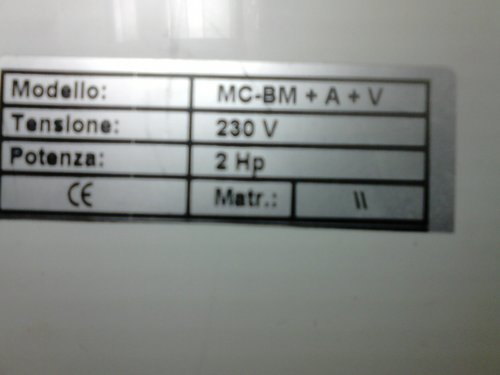 Modello: MC-BM + A + V
Tensione: 230 V
Potenza: 2 Hp
CE Matr.: \\